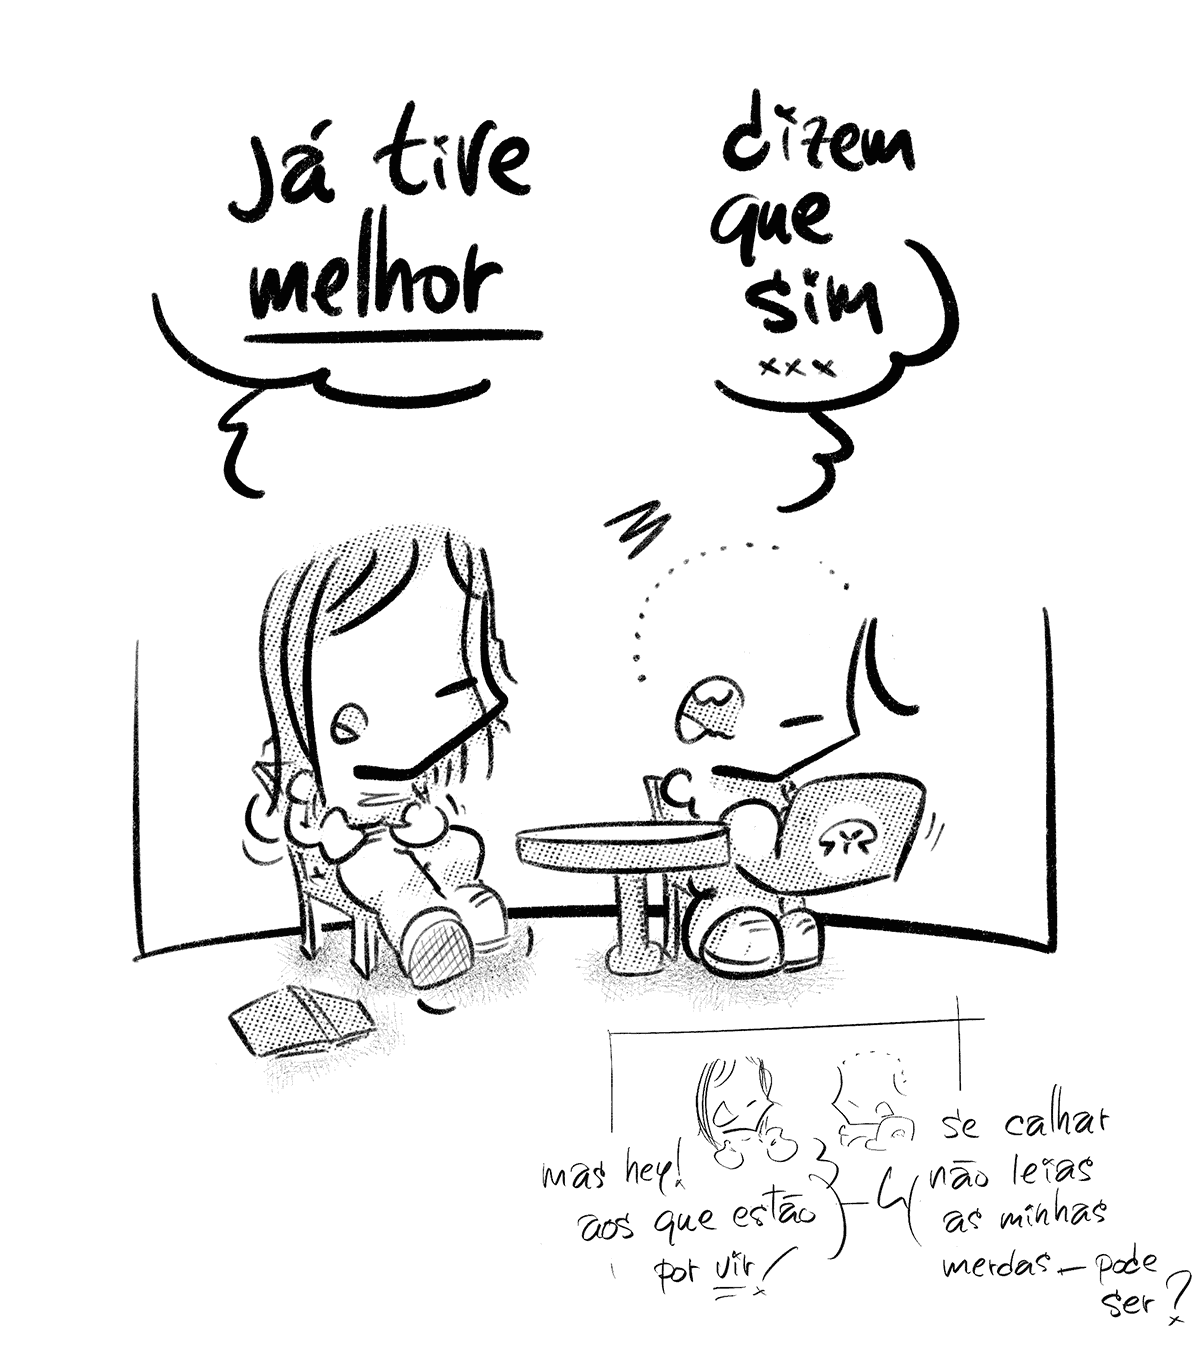 Já tive
melhor
dizem
que
sim
xxx
mas hey!
aos que estão
por vir!
se calhar
não leias
as minhas
merdas – pode
ser?